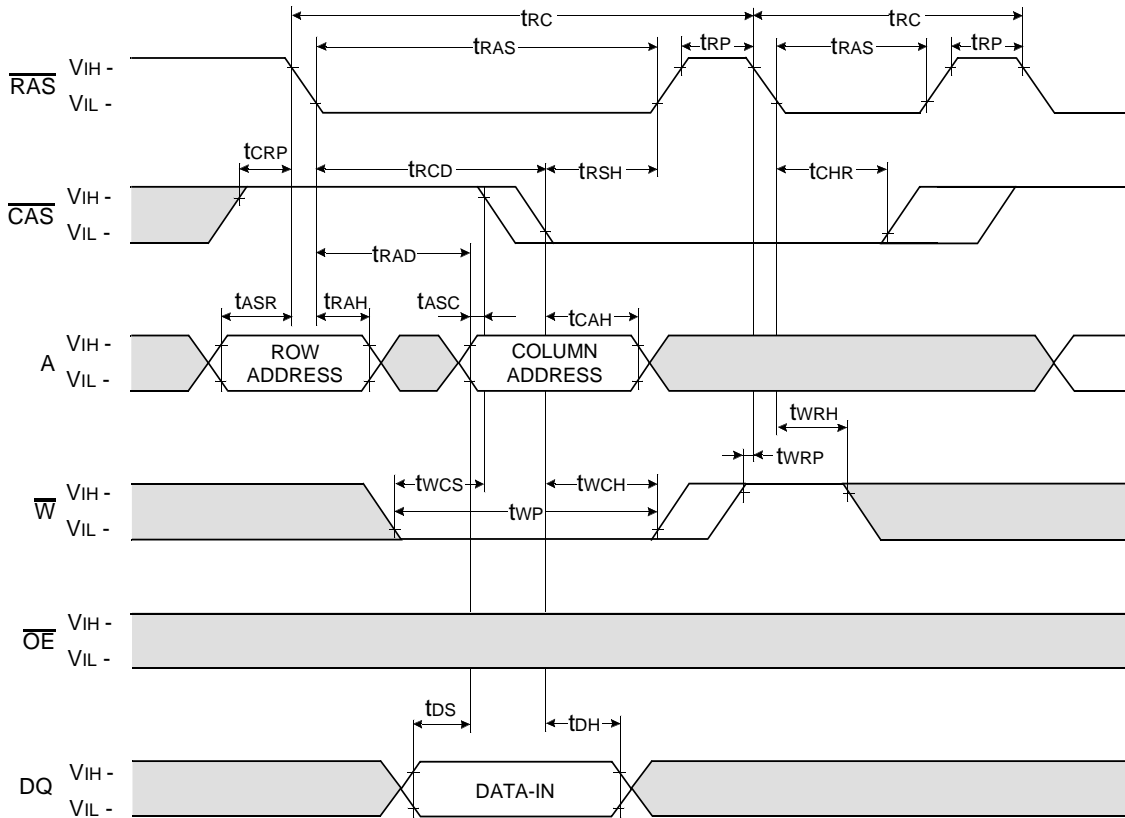 tRC tRC
tRAS tRP tRAS tRP
RAS VIH -
VIL -
tCRP tRCD tRSH tCHR
CAS VIH -
VIL -
tRAD
tASR tRAH tASC tCAH
A VIH -
VIL -
ROW ADDRESS
COLUMN ADDRESS
tWRH
tWRP
tWCS tWCH
W VIH -
VIL -
tWP
OE VIH -
VIL -
tDS tDH
DQ VIH -
VIL -
DATA-IN